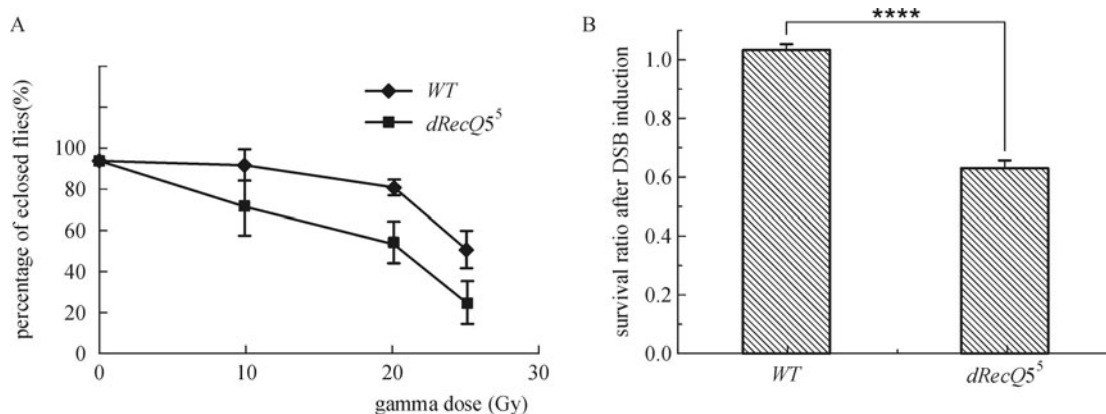 A
percentage of eclosed flies(%)
100
80
60
40
20
0
0 10 20 30
gamma dose (Gy)
WT
dRecQ5⁵
B
survival ratio after DSB induction
1.0
0.8
0.6
0.4
0.2
0.0
****
WT dRecQ5⁵